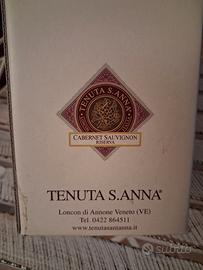 TENUTA S.ANNA
CABERNET SAUVIGNON
RISERVA
TENUTA S.ANNA®
Loncon di Annone Veneto (VE)
Tel. 0422 864511
www.tenutasantanna.it
subito